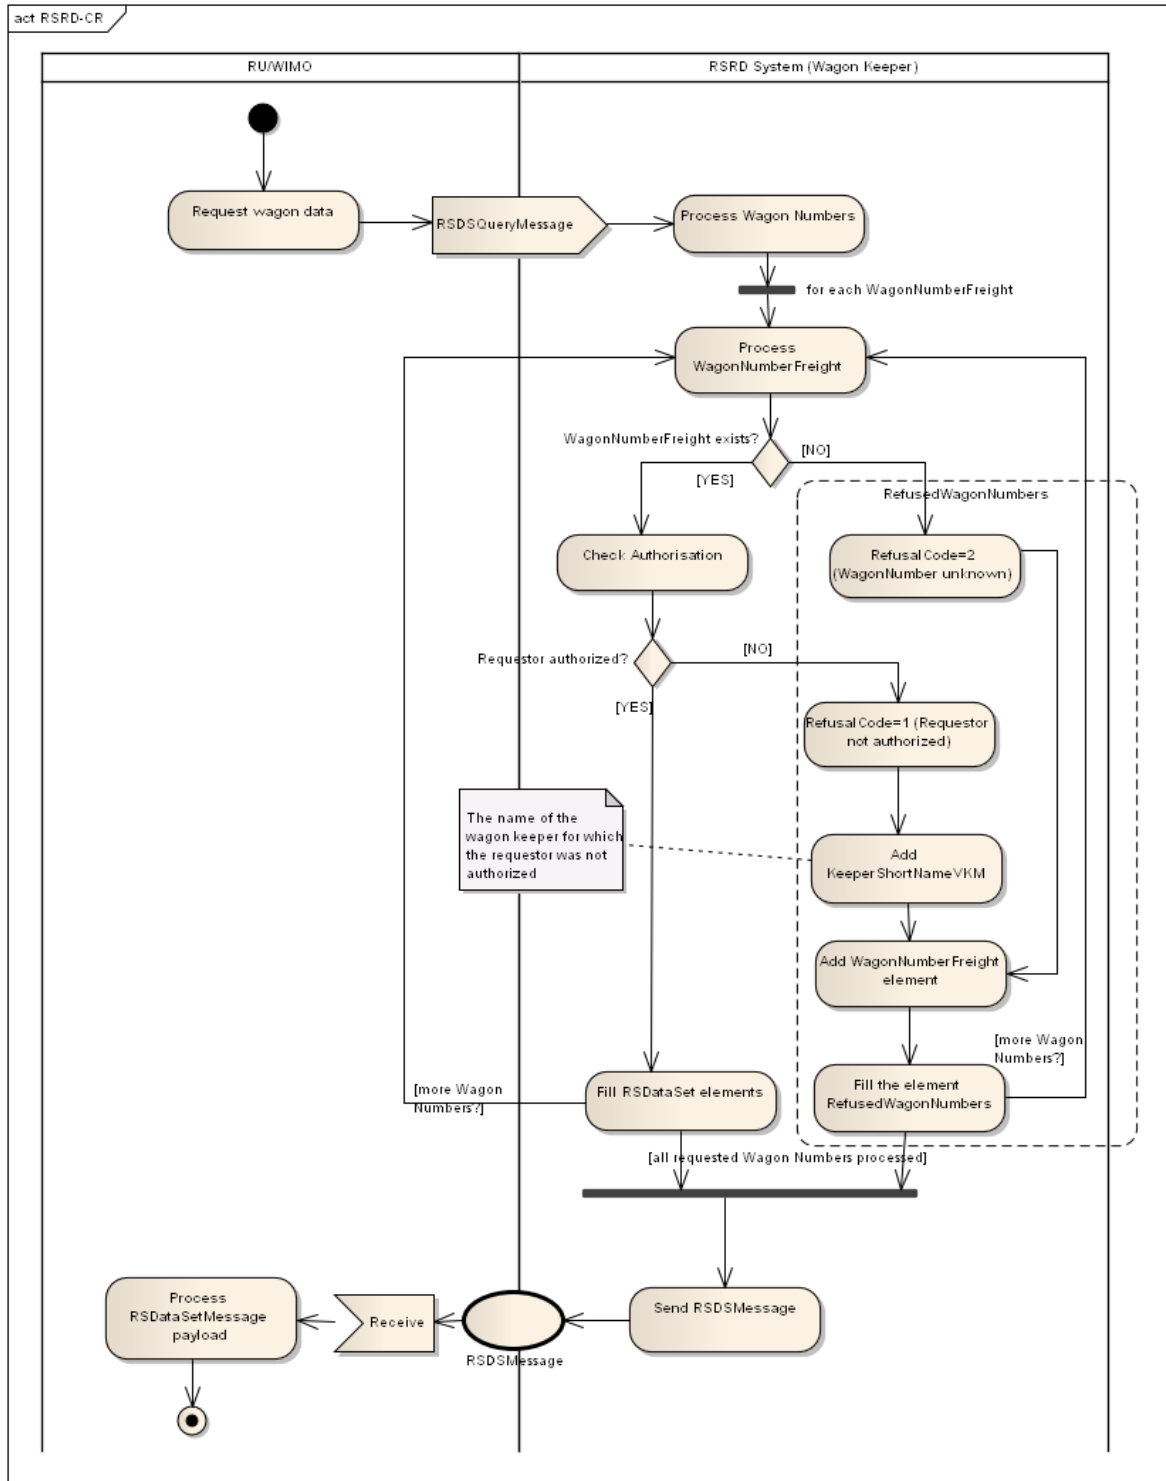 act RSRD-CR
RU/WIMO
RSRD System (Wagon Keeper)
Request wagon data
RSDSQueryMessage
Process Wagon Numbers
for each WagonNumberFreight
Process
WagonNumberFreight
WagonNumberFreight exists?
[NO]
[YES]
RefusedWagonNumbers
Check Authorisation
RefusalCode=2
(WagonNumber unknown)
Requestor authorized?
[NO]
[YES]
RefusalCode=1 (Requestor
not authorized)
The name of the
wagon keeper for which
the requestor was not
authorized
Add
KeeperShortNameVKM
Add WagonNumberFreight
element
[more Wagon
Numbers?]
Fill the element
RefusedWagonNumbers
Fill RSDataSet elements
[more Wagon
Numbers?]
[all requested Wagon Numbers processed]
Send RSDSMessage
RSDSMessage
Receive
Process
RSDataSetMessage
payload